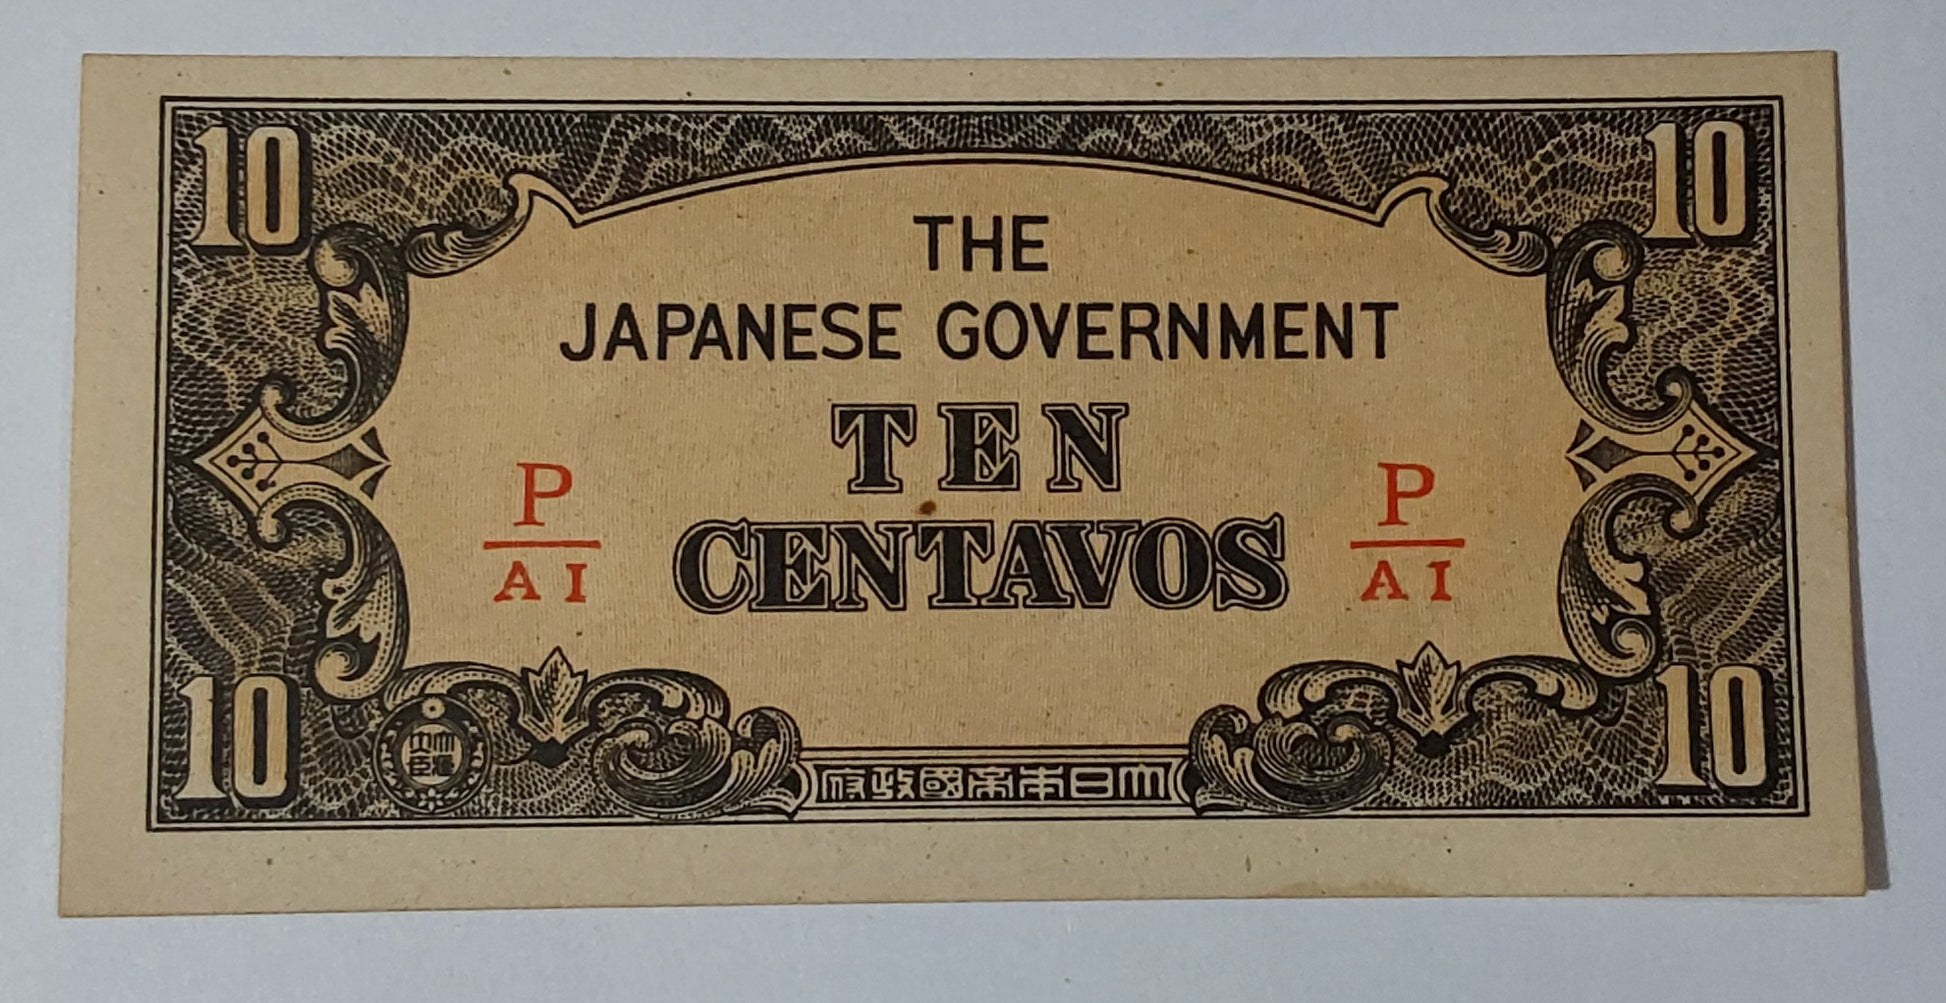 10
10
THE
JAPANESE GOVERNMENT
TEN
CENTAVOS
P
AI
P
AI
10
10
府政國帝本日大